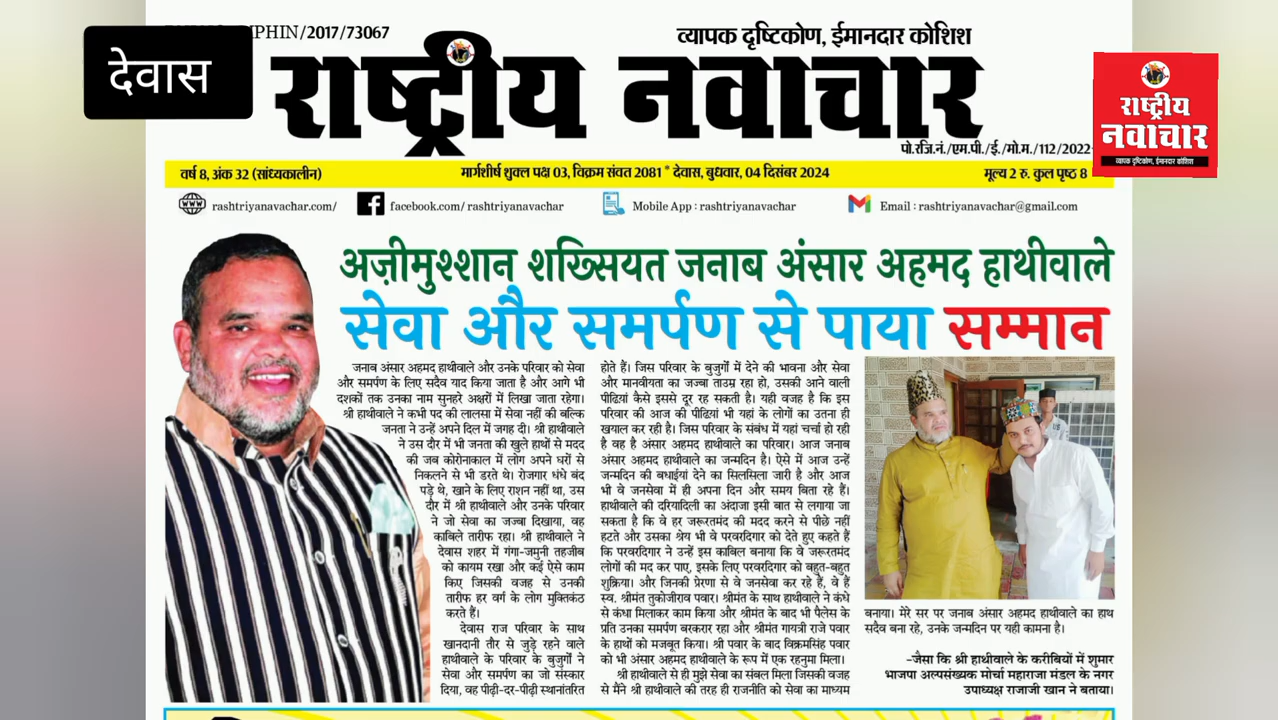 IPHIN/2017/73067
व्यापक दृष्टिकोण, ईमानदार कोशिश
देवास
राष्ट्रीय नवाचार
राष्ट्रीय
नवाचार
व्यापक दृष्टिकोण, ईमानदार कोशिश
पो.रजि.नं./एम.पी./ई./मो.म./112/2022-
वर्ष 8, अंक 32 (सांध्यकालीन)
मार्गशीर्ष शुक्ल पक्ष 03, विक्रम संवत 2081 * देवास, बुधवार, 04 दिसंबर 2024
मूल्य 2 रु. कुल पृष्ठ 8
rashtriyanavachar.com/
facebook.com/ rashtriyanavachar
Mobile App : rashtriyanavachar
Email : rashtriyanavachar@gmail.com
अज़ीमुश्शान शख्सियत जनाब अंसार अहमद हाथीवाले
सेवा और समर्पण से पाया सम्मान
जनाब अंसार अहमद हाथीवाले और उनके परिवार को सेवा
और समर्पण के लिए सदैव याद किया जाता है और आगे भी
दशकों तक उनका नाम सुनहरे अक्षरों में लिखा जाता रहेगा।
श्री हाथीवाले ने कभी पद की लालसा में सेवा नहीं की बल्कि
जनता ने उन्हें अपने दिल में जगह दी। श्री हाथीवाले
ने उस दौर में भी जनता की खुले हाथों से मदद
की जब कोरोनाकाल में लोग अपने घरों से
निकलने से भी डरते थे। रोजगार धंधे बंद
पड़े थे, खाने के लिए राशन नहीं था, उस
दौर में श्री हाथीवाले और उनके परिवार
ने जो सेवा का जज्बा दिखाया, वह
काबिले तारीफ रहा। श्री हाथीवाले ने
देवास शहर में गंगा-जमुनी तहजीब
को कायम रखा और कई ऐसे काम
किए जिसकी वजह से उनकी
तारीफ हर वर्ग के लोग मुक्तिकंठ
करते हैं।
देवास राज परिवार के साथ
खानदानी तौर से जुड़े रहने वाले
हाथीवाले के परिवार के बुजुर्गों ने
सेवा और समर्पण का जो संस्कार
दिया, वह पीढ़ी-दर-पीढ़ी स्थानांतरित
होते हैं। जिस परिवार के बुजुर्गों में देने की भावना और सेवा
और मानवीयता का जज्बा ताउम्र रहा हो, उसकी आने वाली
पीढियां कैसे इससे दूर रह सकती है। यही वजह है कि इस
परिवार की आज की पीढियां भी यहां के लोगों का उतना ही
खयाल कर रही है। जिस परिवार के संबंध में यहां चर्चा हो रही
है वह है अंसार अहमद हाथीवाले का परिवार। आज जनाब
अंसार अहमद हाथीवाले का जन्मदिन है। ऐसे में आज उन्हें
जन्मदिन की बधाईयां देने का सिलसिला जारी है और आज
भी वे जनसेवा में ही अपना दिन और समय बिता रहे हैं।
हाथीवाले की दरियादिली का अंदाजा इसी बात से लगाया जा
सकता है कि वे हर जरूरतमंद की मदद करने से पीछे नहीं
हटते और उसका श्रेय भी वे परवरदिगार को देते हुए कहते हैं
कि परवरदिगार ने उन्हें इस काबिल बनाया कि वे जरूरतमंद
लोगों की मद कर पाए, इसके लिए परवरदिगार को बहुत-बहुत
शुक्रिया। और जिनकी प्रेरणा से वे जनसेवा कर रहे हैं, वे हैं
स्व. श्रीमंत तुकोजीराव पवार। श्रीमंत के साथ हाथीवाले ने कंधे
से कंधा मिलाकर काम किया और श्रीमंत के बाद भी पैलेस के
प्रति उनका समर्पण बरकरार रहा और श्रीमंत गायत्री राजे पवार
के हाथों को मजबूत किया। श्री पवार के बाद विक्रमसिंह पवार
को भी अंसार अहमद हाथीवाले के रूप में एक रहनुमा मिला।
श्री हाथीवाले से ही मुझे सेवा का संबल मिला जिसकी वजह
से मैंने श्री हाथीवाले की तरह ही राजनीति को सेवा का माध्यम
बनाया। मेरे सर पर जनाब अंसार अहमद हाथीवाले का हाथ
सदैव बना रहे, उनके जन्मदिन पर यही कामना है।
-जैसा कि श्री हाथीवाले के करीबियों में शुमार
भाजपा अल्पसंख्यक मोर्चा महाराजा मंडल के नगर
उपाध्यक्ष राजाजी खान ने बताया।